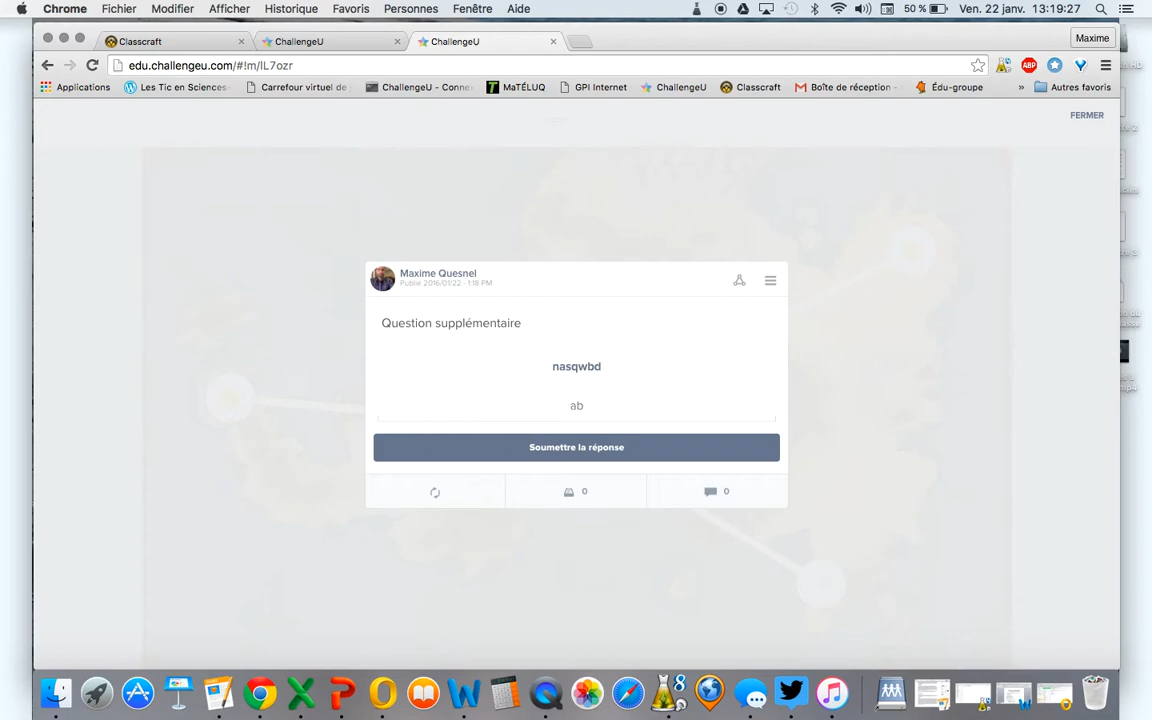 Chrome Fichier Modifier Afficher Historique Favoris Personnes Fenêtre Aide 50 % Ven. 22 janv. 13:19:27
Classcraft ChallengeU ChallengeU Maxime
edu.challengeu.com/#!m/lL7ozr ABP
Applications Les Tic en Sciences- Carrefour virtuel de ChallengeU - Conne MaTÉLUQ GPI Internet ChallengeU Classcraft Boîte de réception - Édu-groupe » Autres favoris
FERMER
Maxime Quesnel
Publié 2016/01/22 - 1:18 PM
Question supplémentaire
nasqwbd
ab
Soumettre la réponse
0 0